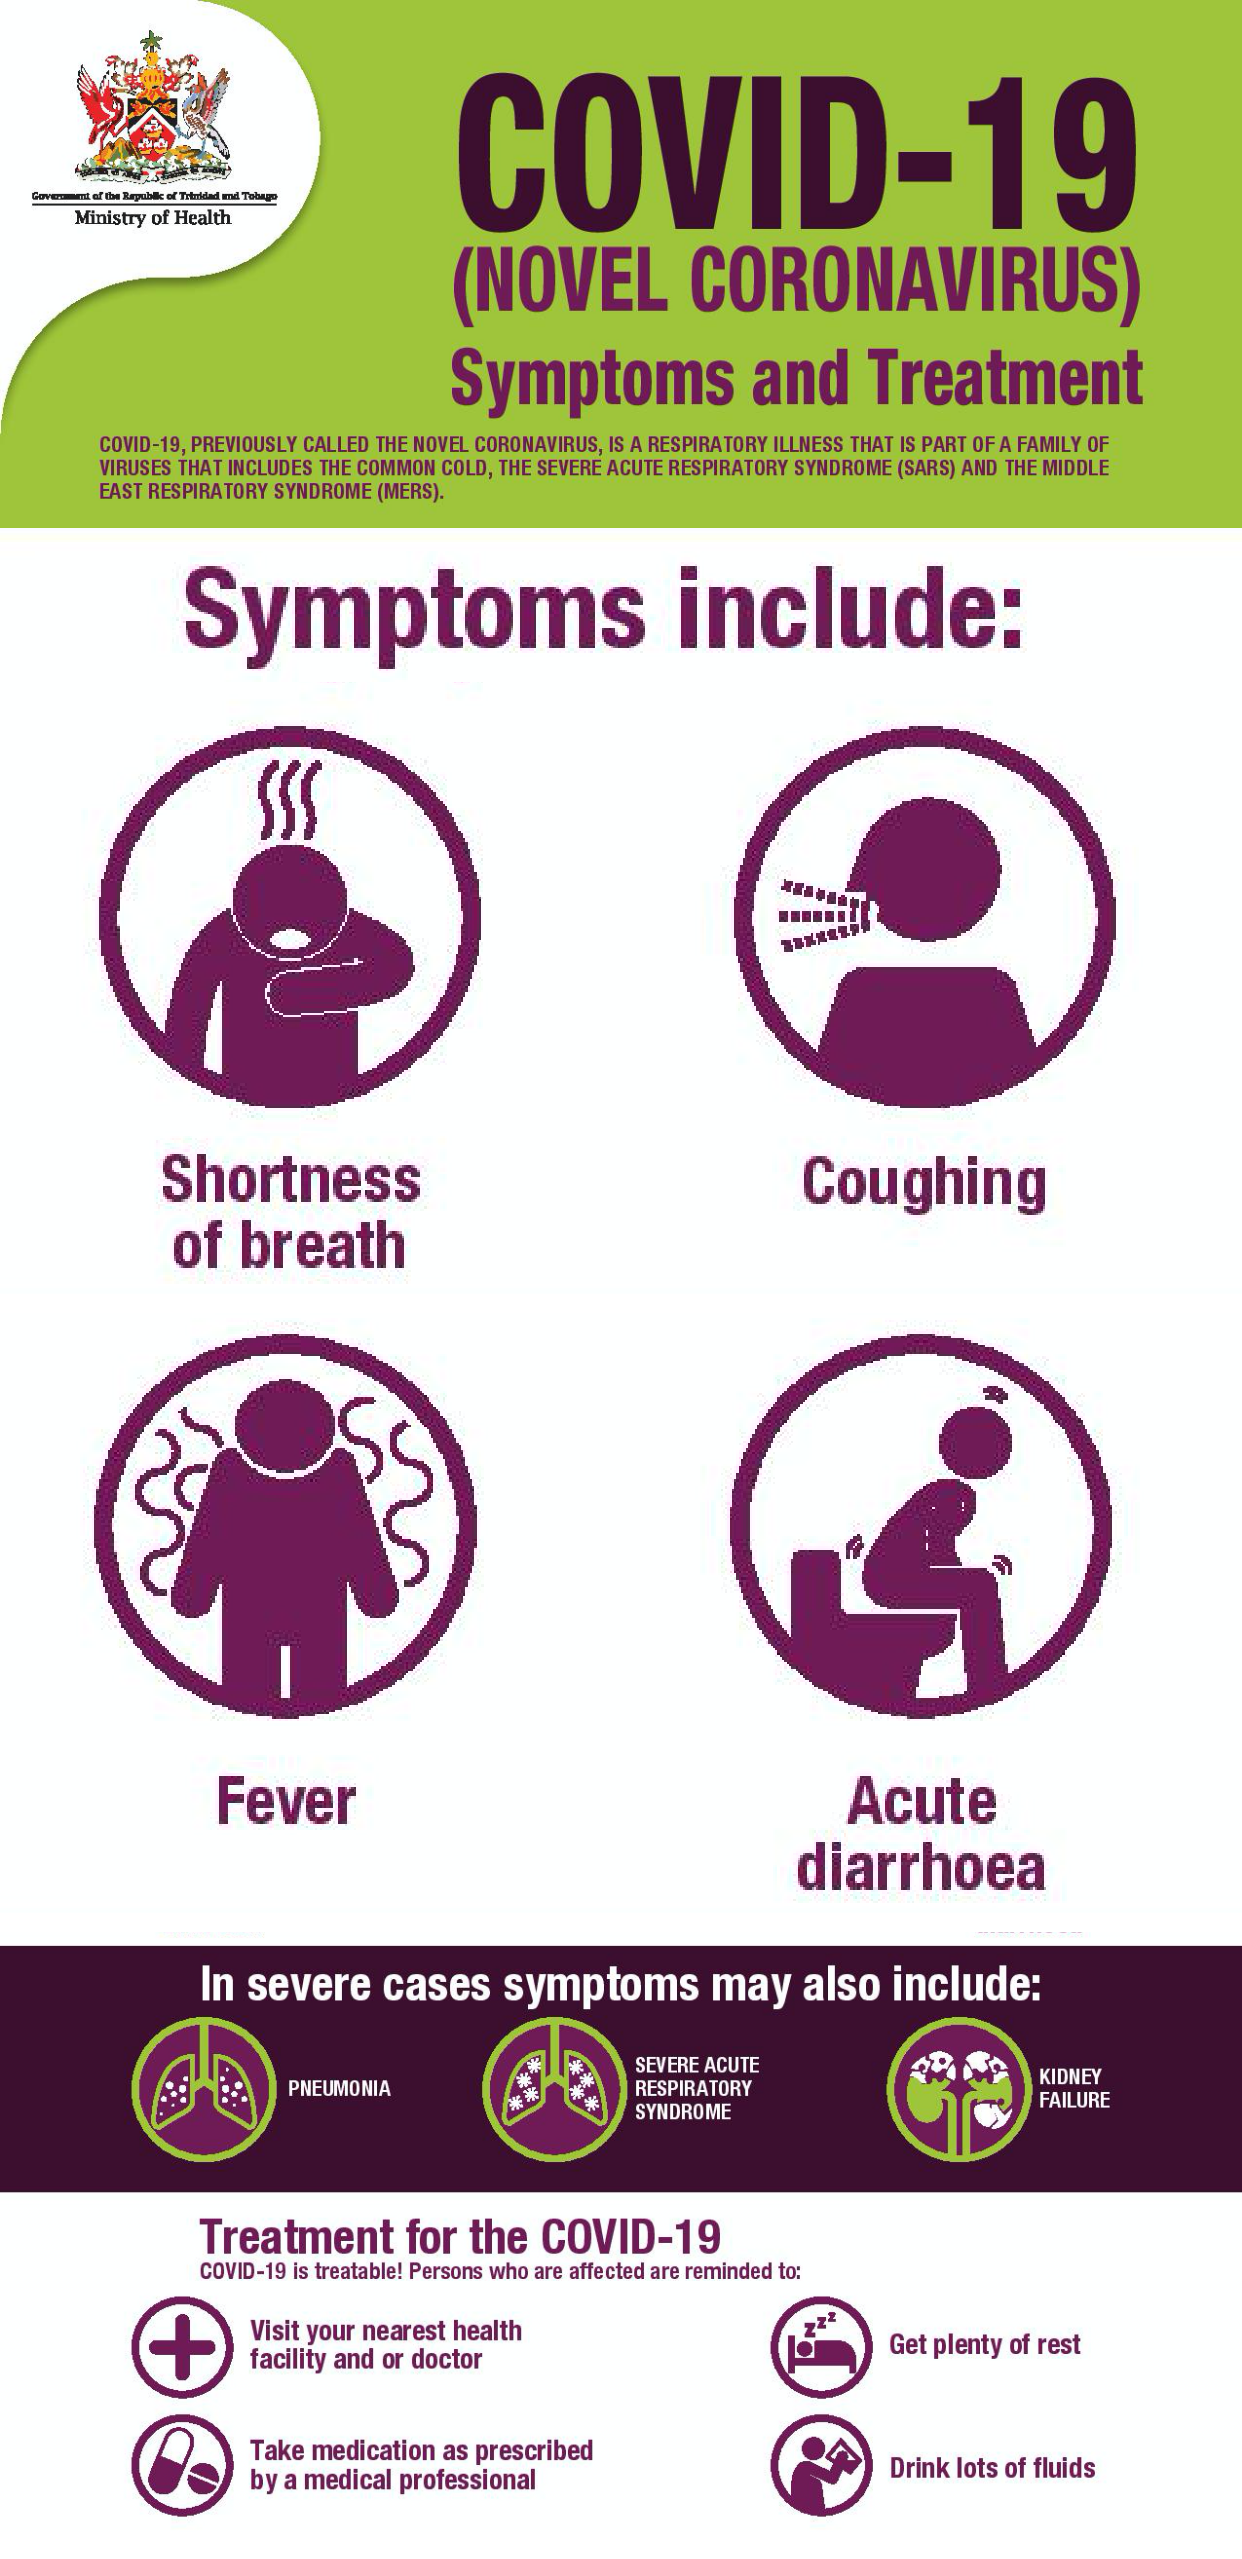 Government of the Republic of Trinidad and Tobago
Ministry of Health
COVID-19
(NOVEL CORONAVIRUS)
Symptoms and Treatment
COVID-19, PREVIOUSLY CALLED THE NOVEL CORONAVIRUS, IS A RESPIRATORY ILLNESS THAT IS PART OF A FAMILY OF
VIRUSES THAT INCLUDES THE COMMON COLD, THE SEVERE ACUTE RESPIRATORY SYNDROME (SARS) AND THE MIDDLE
EAST RESPIRATORY SYNDROME (MERS).
Symptoms include:
Shortness
of breath
Coughing
Fever
Acute
diarrhoea
In severe cases symptoms may also include:
PNEUMONIA
SEVERE ACUTE
RESPIRATORY
SYNDROME
KIDNEY
FAILURE
Treatment for the COVID-19
COVID-19 is treatable! Persons who are affected are reminded to:
Visit your nearest health
facility and or doctor
zzz
Get plenty of rest
Take medication as prescribed
by a medical professional
Drink lots of fluids